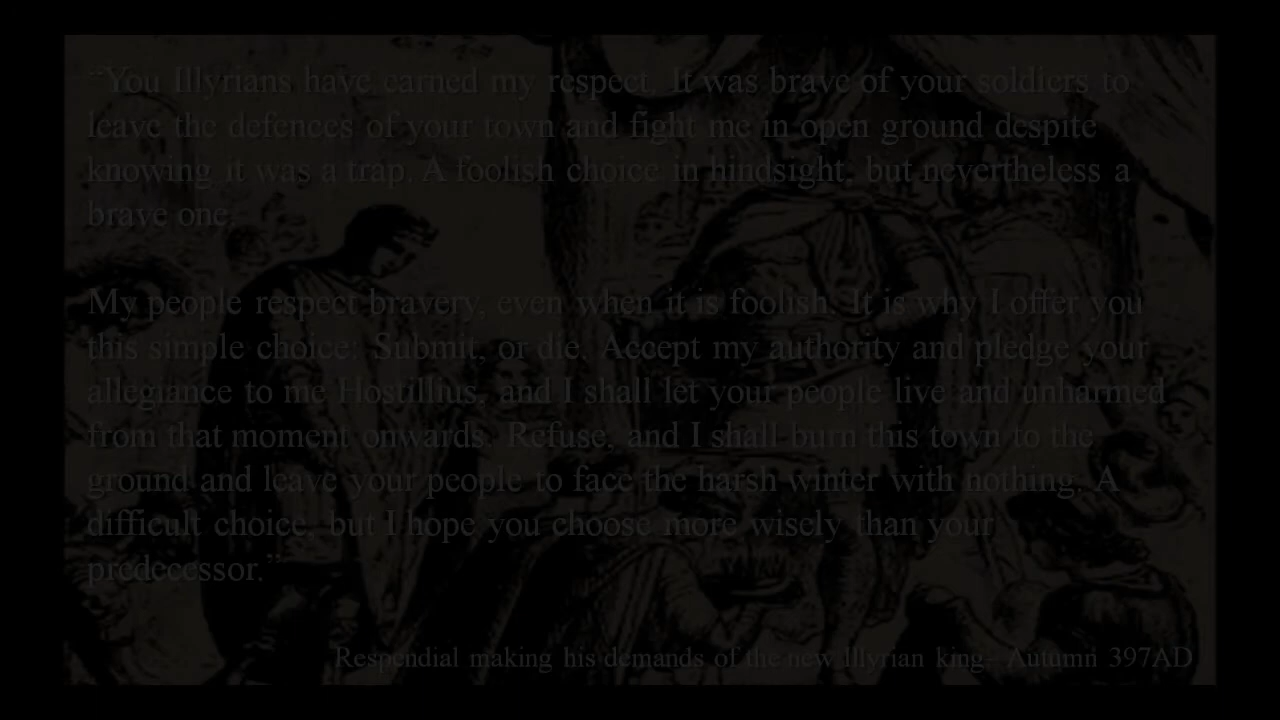 “You Illyrians have earned my respect. It was brave of your soldiers to
leave the defences of your town and fight me in open ground despite
knowing it was a trap. A foolish choice in hindsight, but nevertheless a
brave one.
My people respect bravery, even when it is foolish. It is why I offer you
this simple choice: Submit, or die. Accept my authority and pledge your
allegiance to me Hostillius, and I shall let your people live and unharmed
from that moment onwards. Refuse, and I shall burn this town to the
ground and leave your people to face the harsh winter with nothing. A
difficult choice, but I hope you choose more wisely than your
predecessor.”
Respendial making his demands of the new Illyrian king– Autumn 397AD